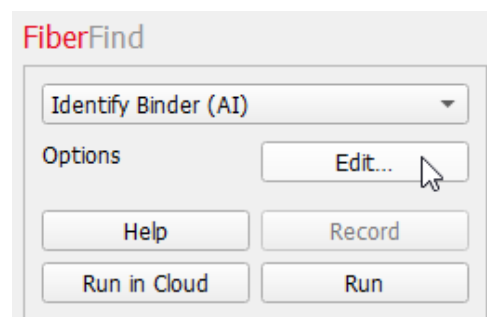 FiberFind
Identify Binder (AI)
Options Edit...
Help Record
Run in Cloud Run